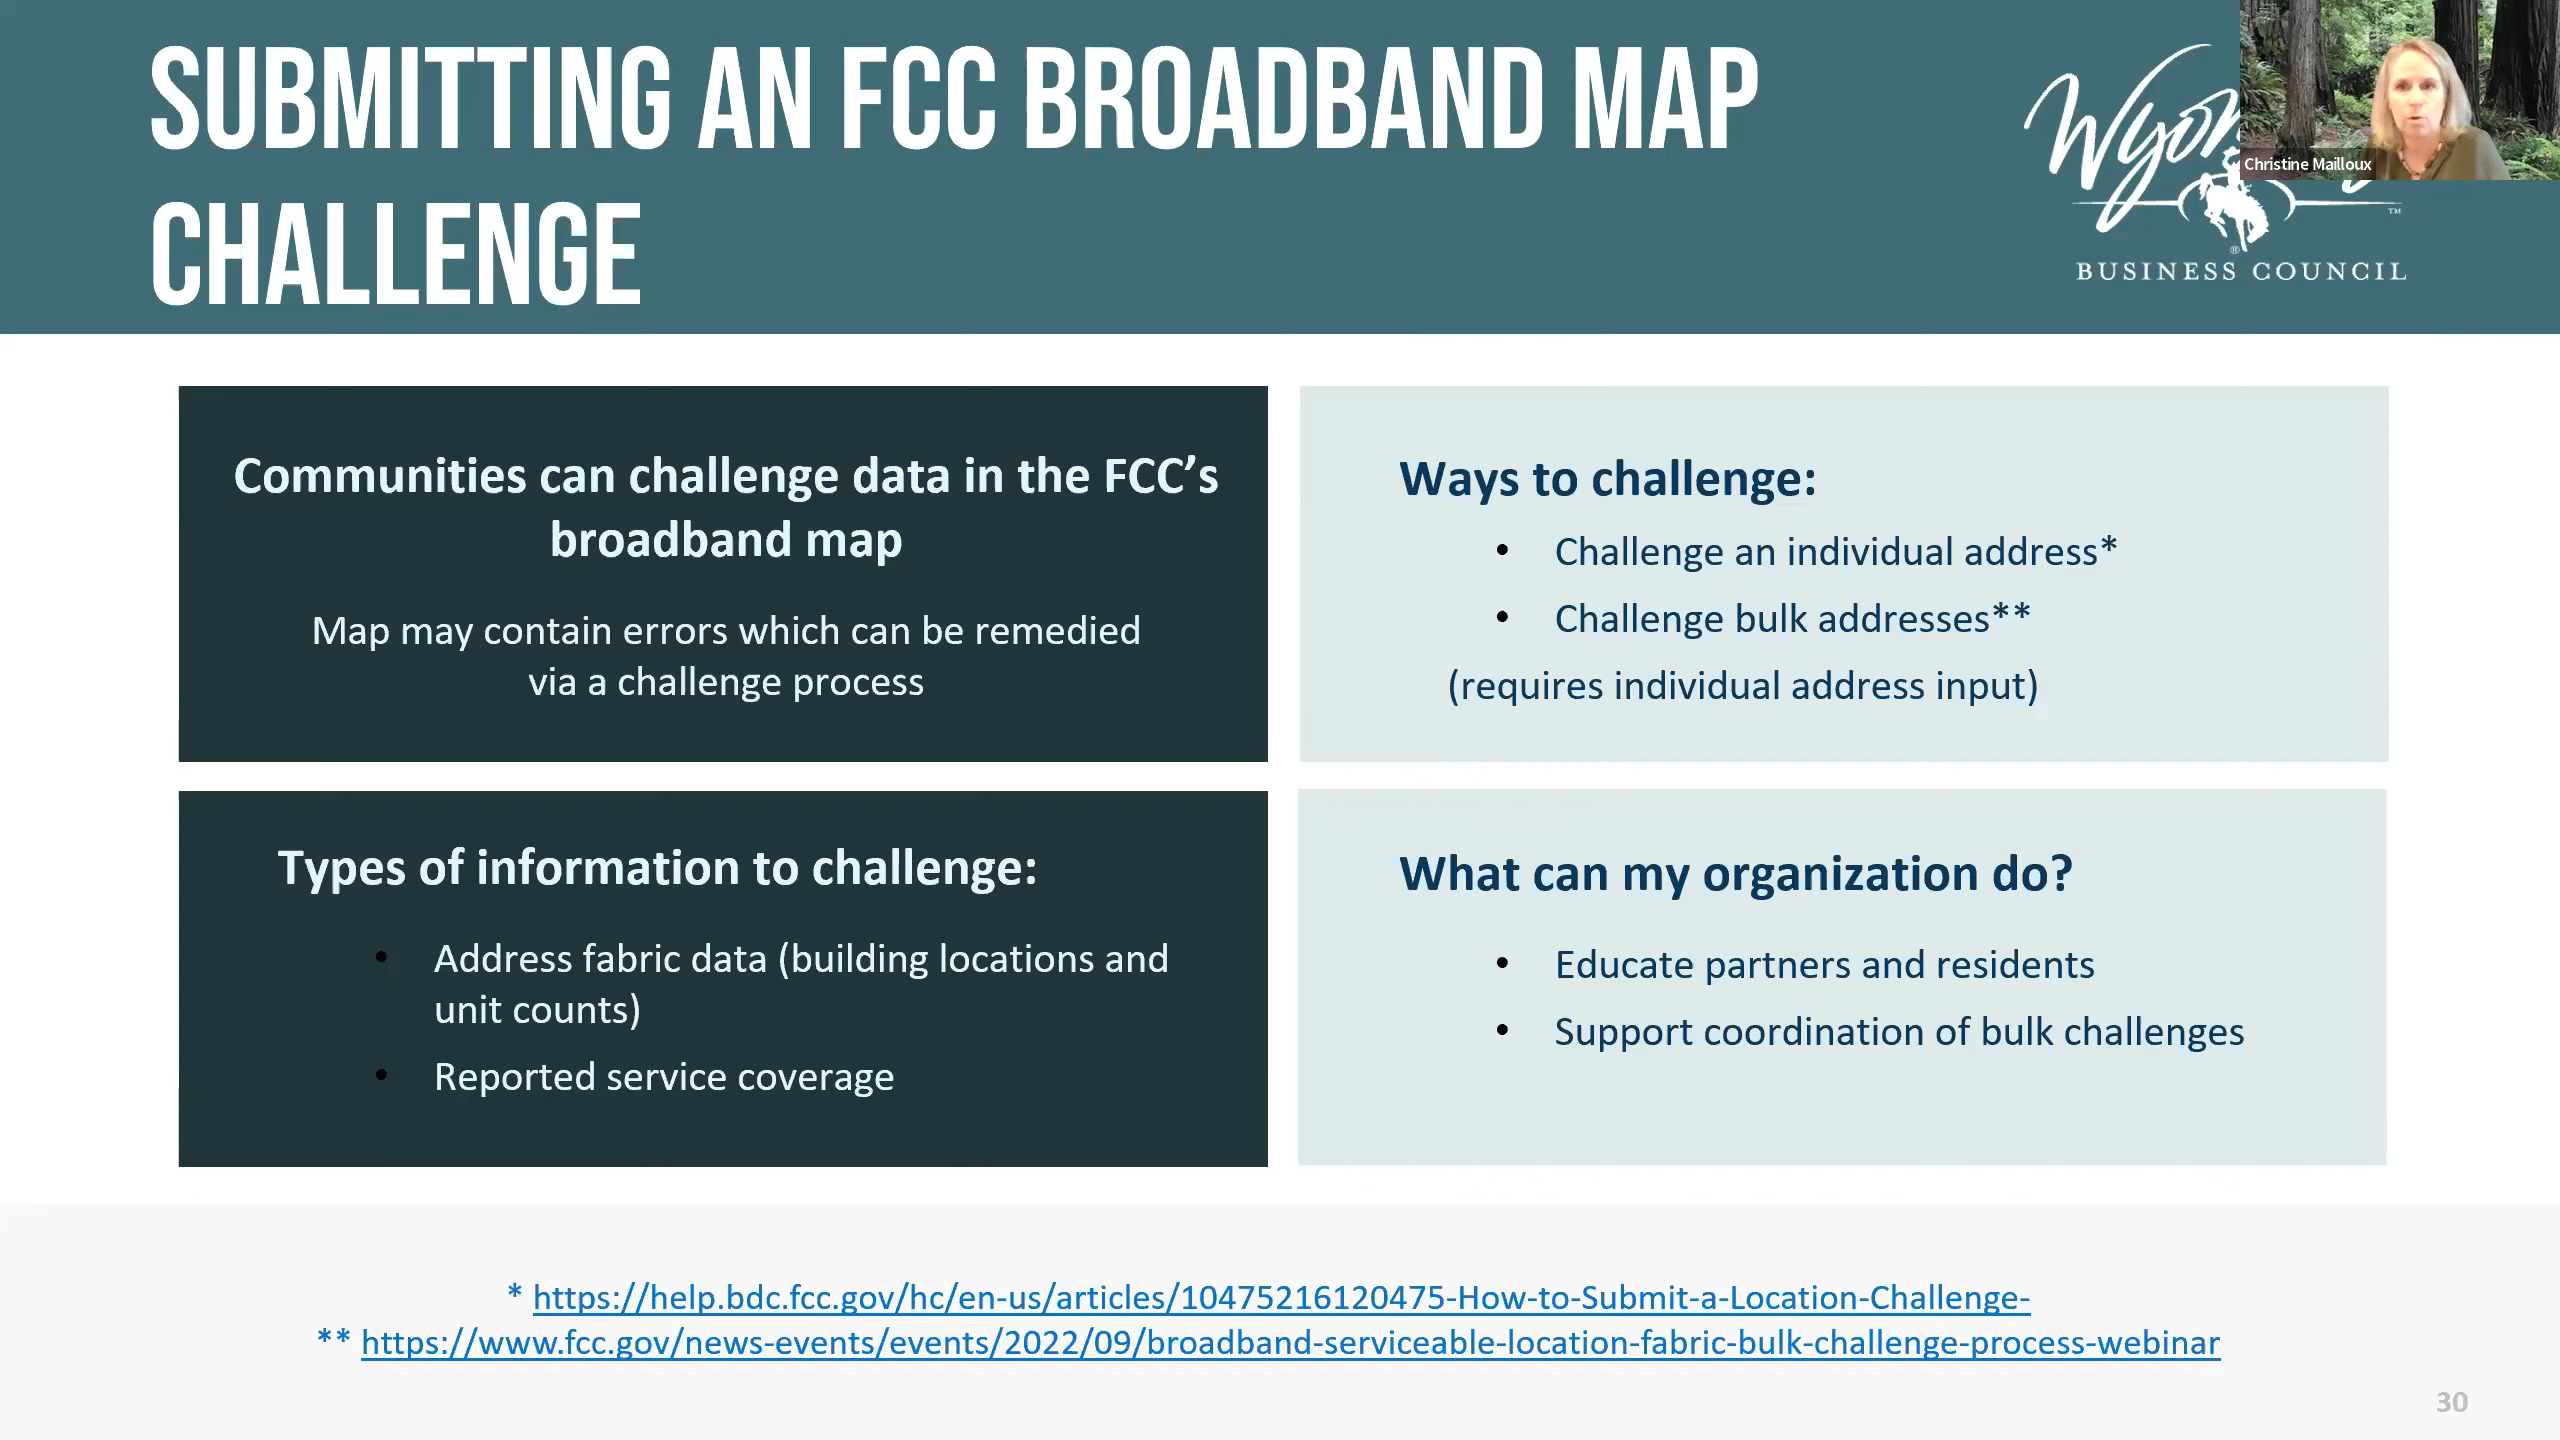 SUBMITTING AN FCC BROADBAND MAP
CHALLENGE
Christine Mailloux
™
®
BUSINESS COUNCIL
Communities can challenge data in the FCC’s
broadband map
Map may contain errors which can be remedied
via a challenge process
Ways to challenge:
• Challenge an individual address*
• Challenge bulk addresses**
(requires individual address input)
Types of information to challenge:
• Address fabric data (building locations and
unit counts)
• Reported service coverage
What can my organization do?
• Educate partners and residents
• Support coordination of bulk challenges
* https://help.bdc.fcc.gov/hc/en-us/articles/10475216120475-How-to-Submit-a-Location-Challenge-
** https://www.fcc.gov/news-events/events/2022/09/broadband-serviceable-location-fabric-bulk-challenge-process-webinar
30